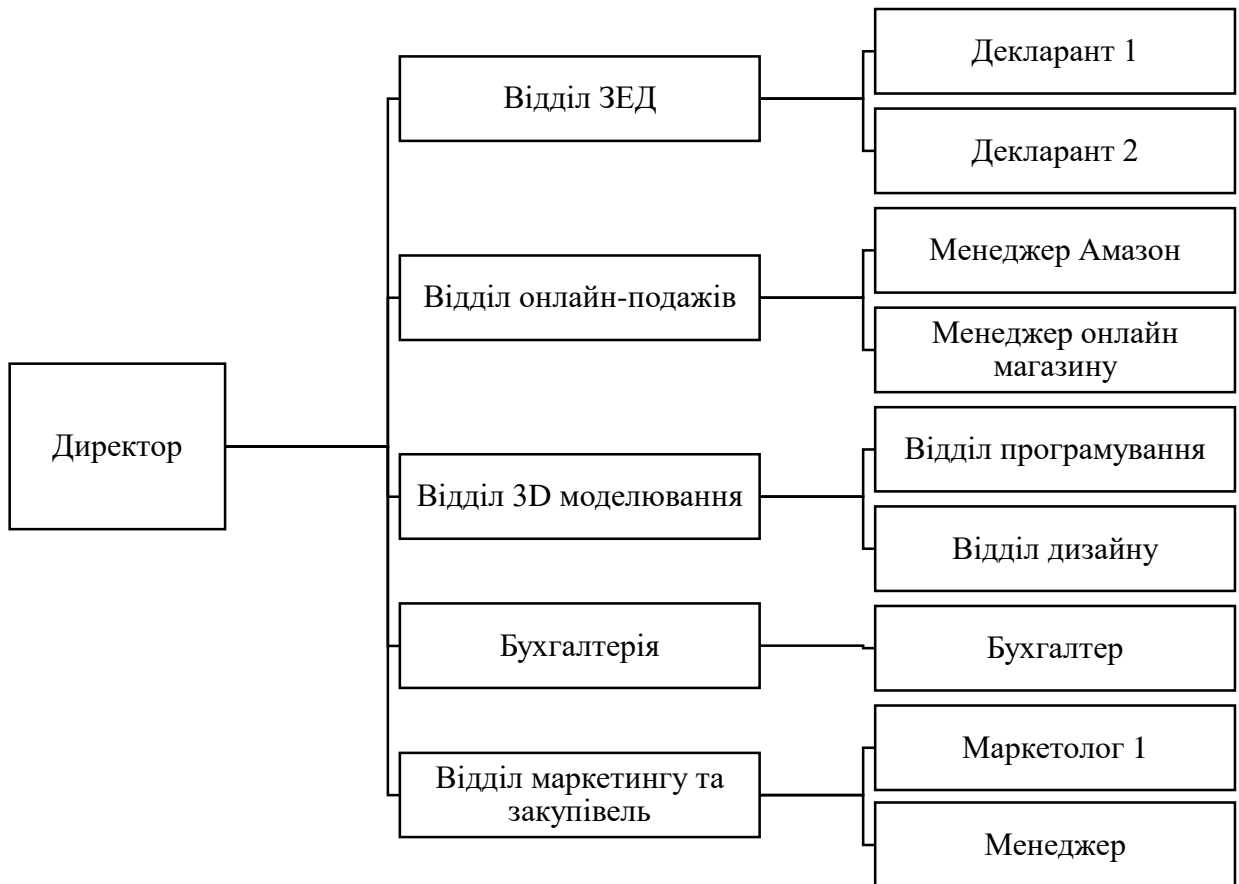 Декларант 1
Відділ ЗЕД
Декларант 2
Менеджер Амазон
Відділ онлайн-подажів
Менеджер онлайн
магазину
Директор
Відділ програмування
Відділ 3D моделювання
Відділ дизайну
Бухгалтерія
Бухгалтер
Маркетолог 1
Відділ маркетингу та
закупівель
Менеджер